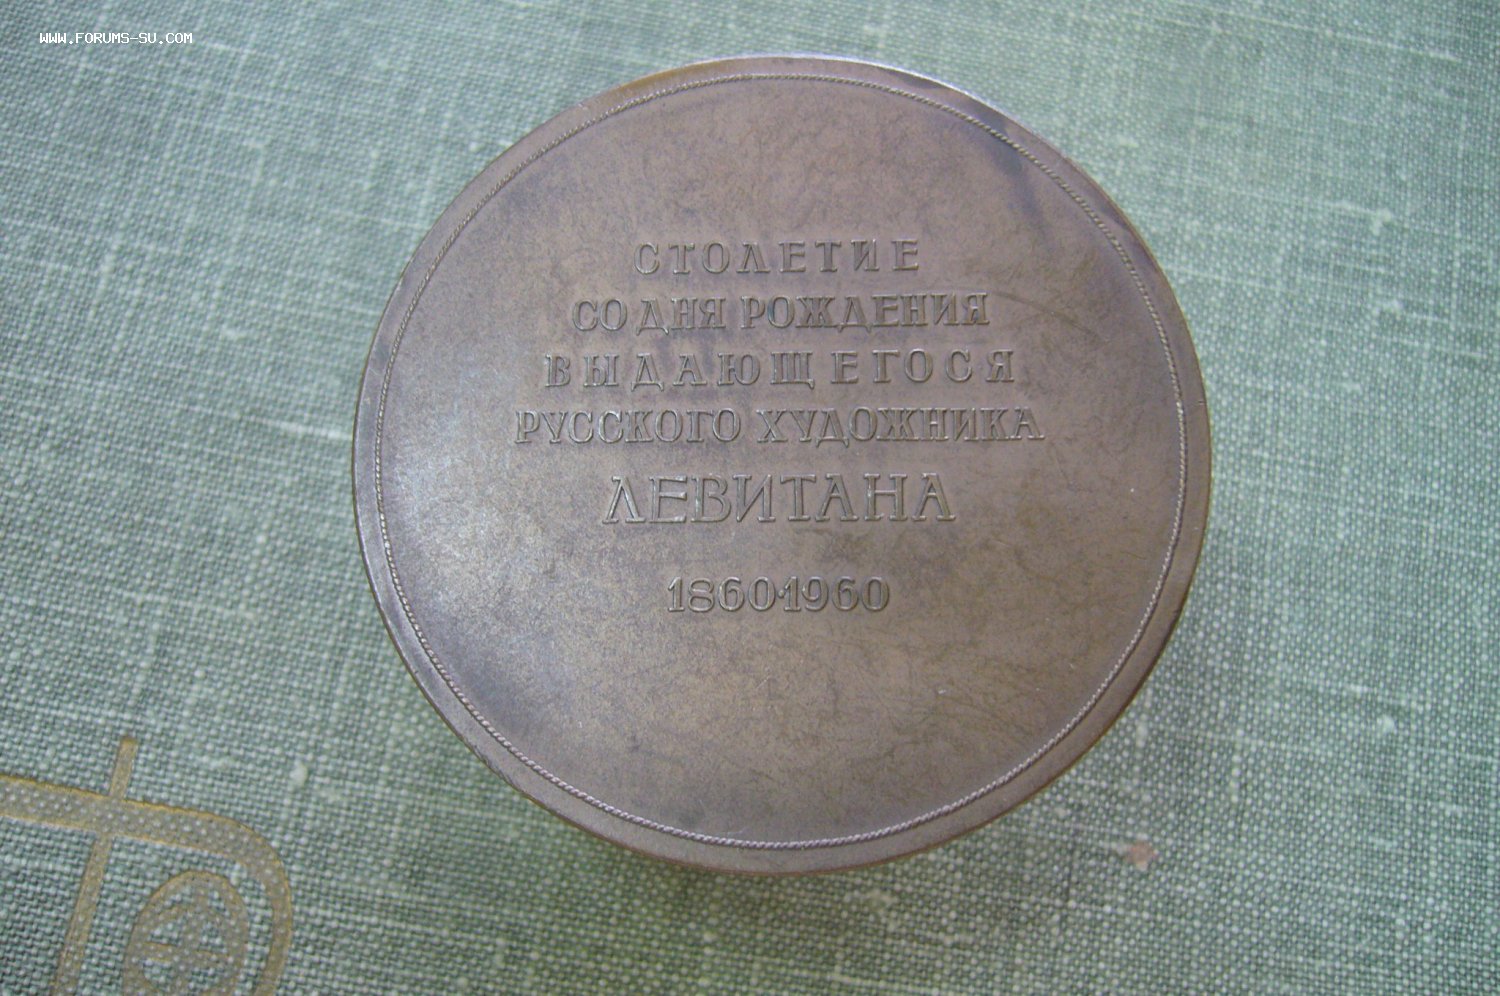 WWW.FORUMS-SU.COM
СТОЛЕТИЕ
СО ДНЯ РОЖДЕНИЯ
ВЫДАЮЩЕГОСЯ
РУССКОГО ХУДОЖНИКА
ЛЕВИТАНА
1860·1960